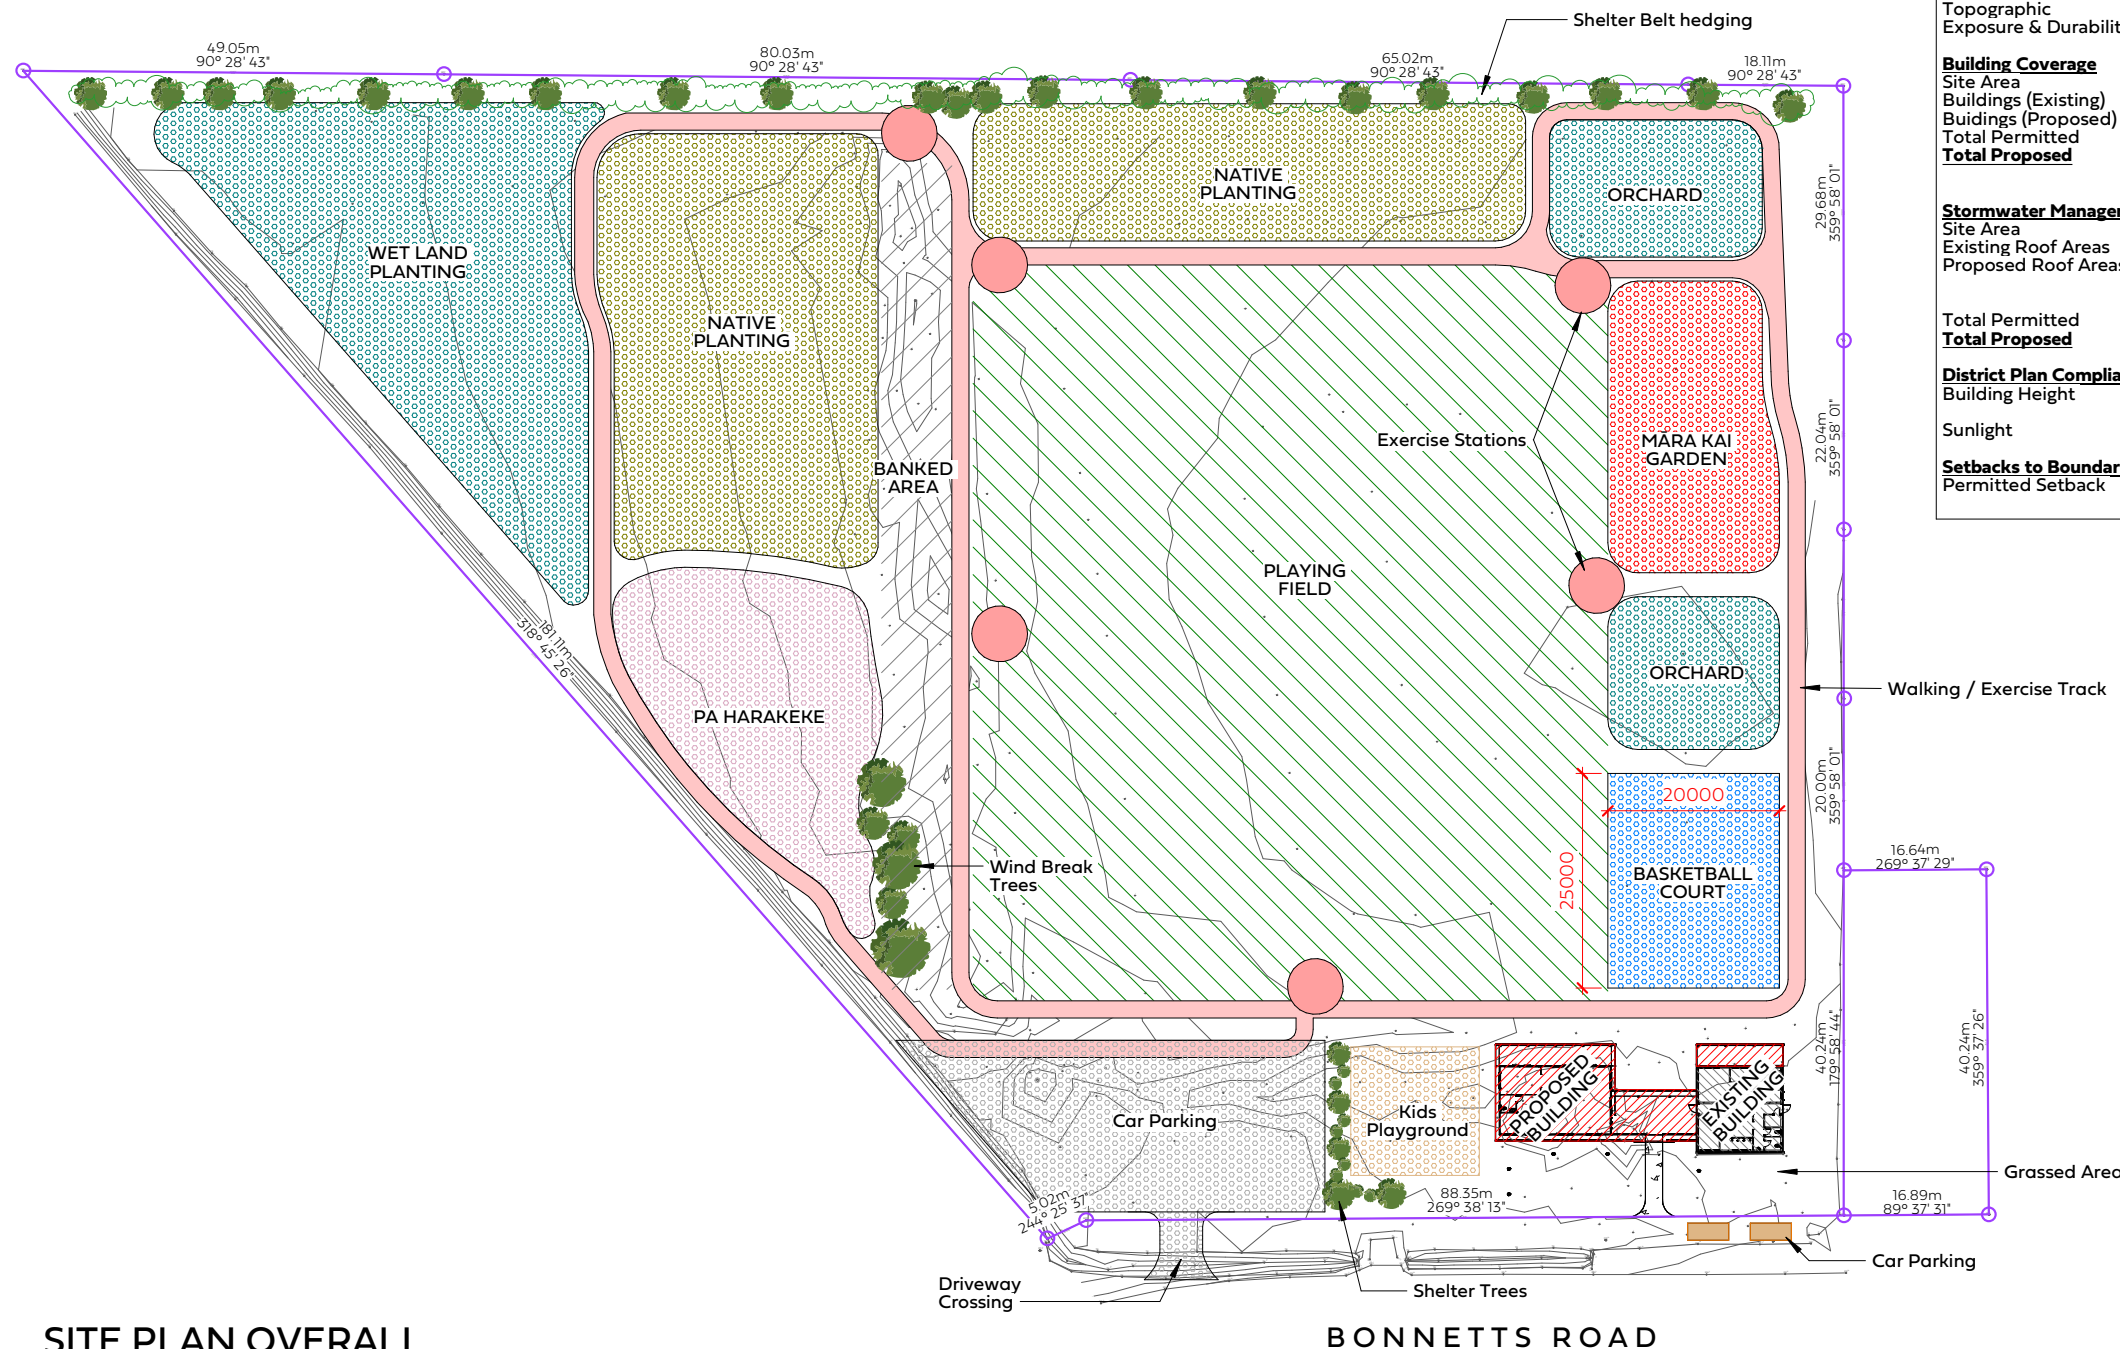 Shelter Belt hedging
49.05m
90° 28' 43"
80.03m
90° 28' 43"
65.02m
90° 28' 43"
18.11m
90° 28' 43"
Topographic
Building Coverage
Site Area
Buildings (Existing)
Buidings (Proposed)
Total Permitted
Total Proposed
Stormwater
Site Area
Existing Roof Areas
Proposed Roof Areas
Total Permitted
Total Proposed
District Plan
Building Height
Sunlight
Setbacks to
Permitted Setback
WET LAND
PLANTING
NATIVE
PLANTING
NATIVE
PLANTING
ORCHARD
29.68m
359° 58' 01"
BANKED
AREA
Exercise Stations
MĀRA KAI
GARDEN
22.04m
359° 58' 01"
PLAYING
FIELD
181.11m
318° 45' 26"
PA HARAKEKE
ORCHARD
Walking / Exercise Track
20.00m
359° 58' 01"
20000
25000
BASKETBALL
COURT
Wind Break
Trees
16.64m
269° 37' 29"
40.24m
179° 58' 44"
40.24m
359° 37' 26"
Car Parking
Kids
Playground
PROPOSED
BUILDING
EXISTING
BUILDING
Grassed Area
5.02m
244° 25' 37"
88.35m
269° 38' 13"
16.89m
89° 37' 31"
Car Parking
Driveway
Crossing
Shelter Trees
SITE PLAN OVERALL
BONNETTS ROAD